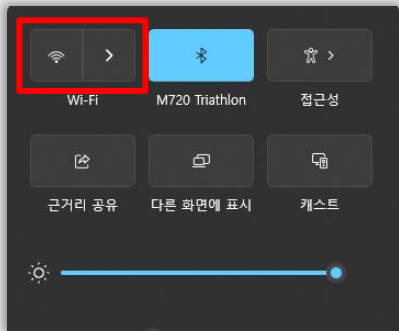 Wi-Fi
M720 Triathlon
접근성
근거리 공유
다른 화면에 표시
캐스트